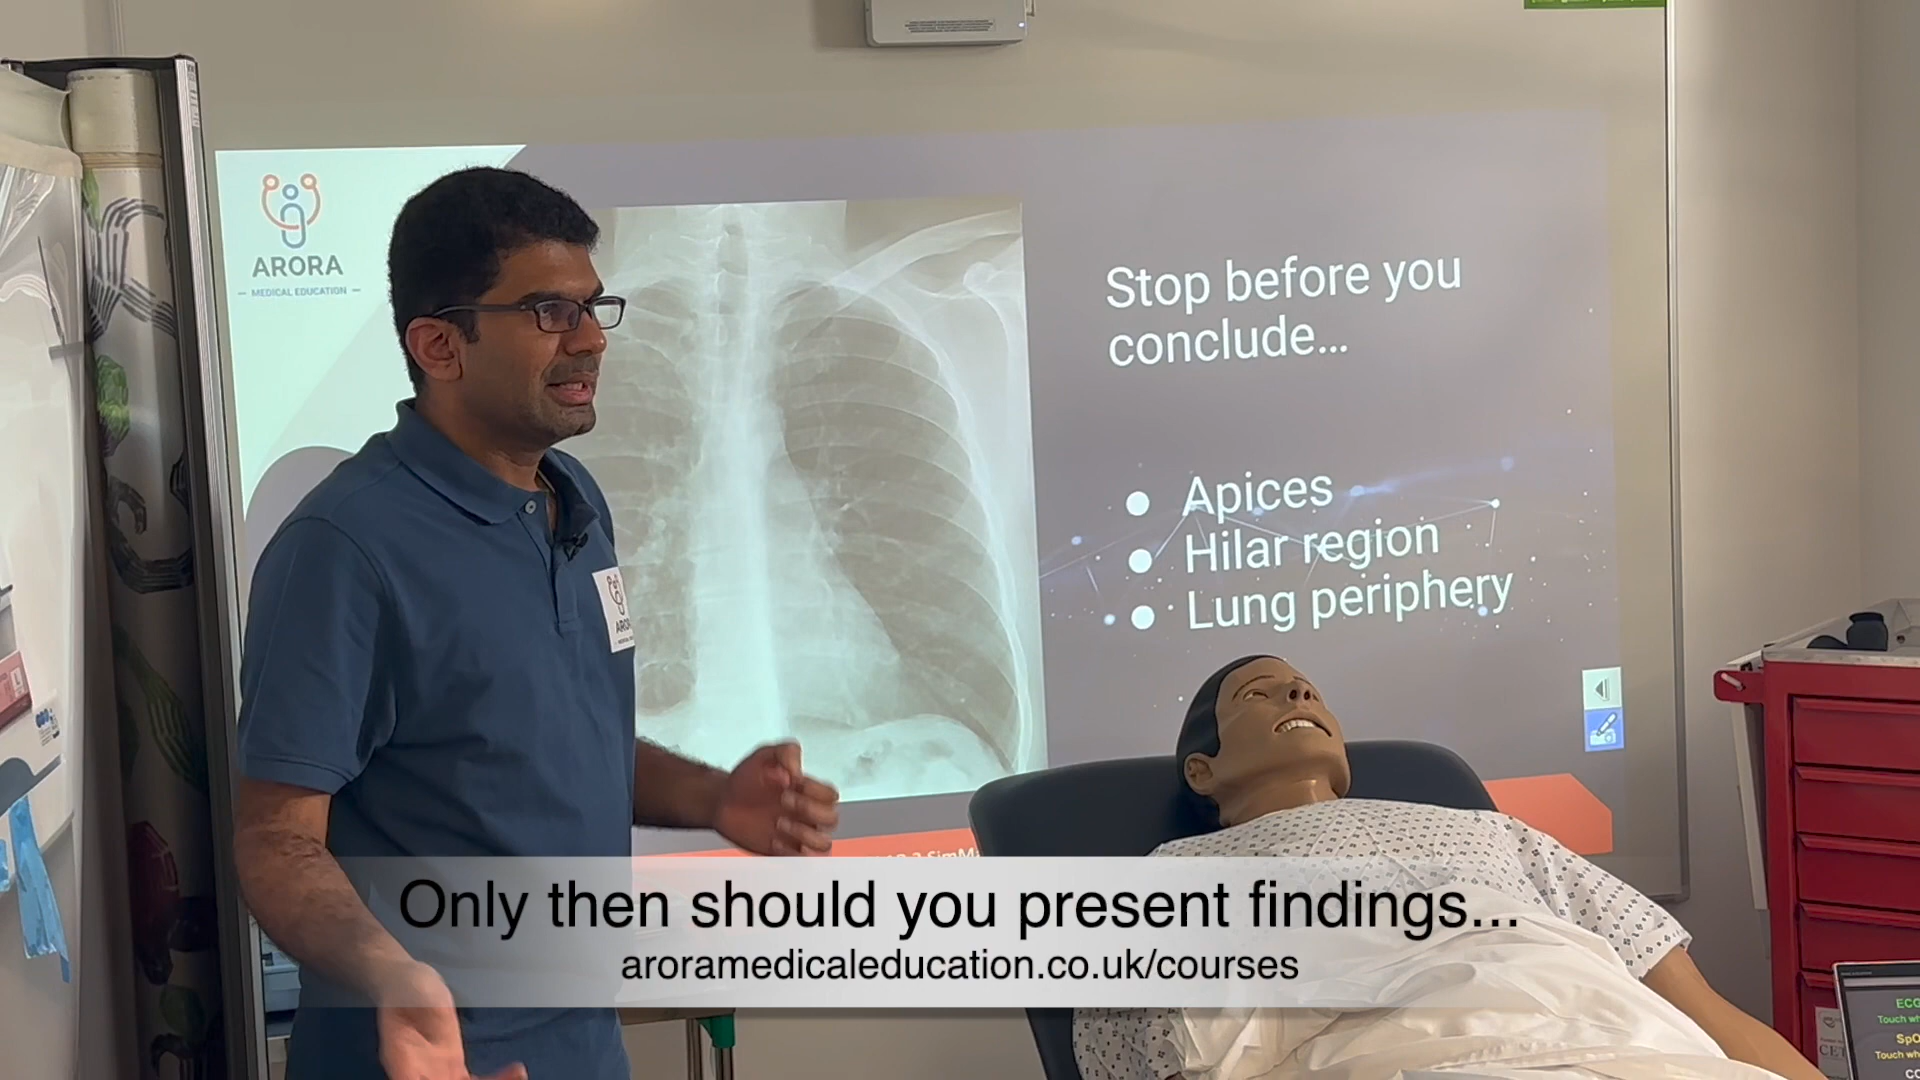 ARORA
MEDICAL EDUCATION
Stop before you
conclude...
Apices
Hilar region
Lung periphery
Only then should you present findings...
aroramedicaleducation.co.uk/courses
ECG